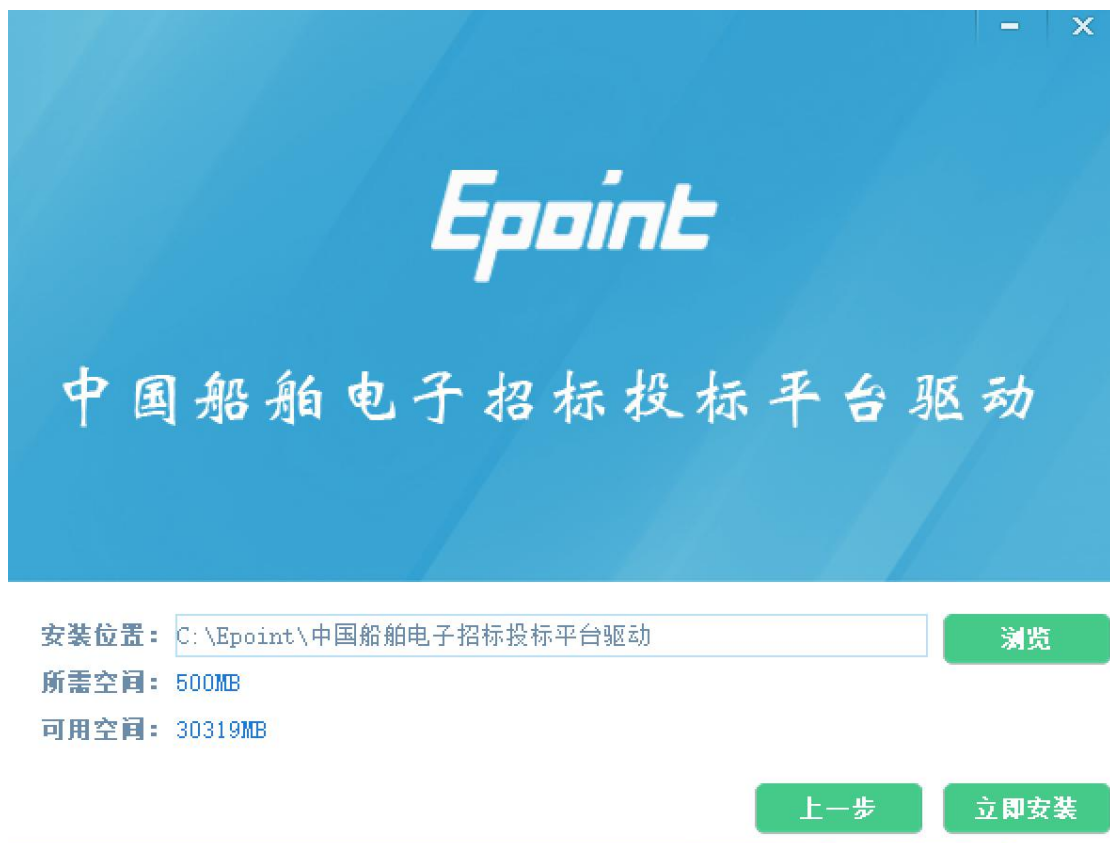 Epoint
中国船舶电子招标投标平台驱动
安装位置： C:\Epoint\中国船舶电子招标投标平台驱动 浏览
所需空间： 500MB
可用空间： 30319MB
上一步 立即安装